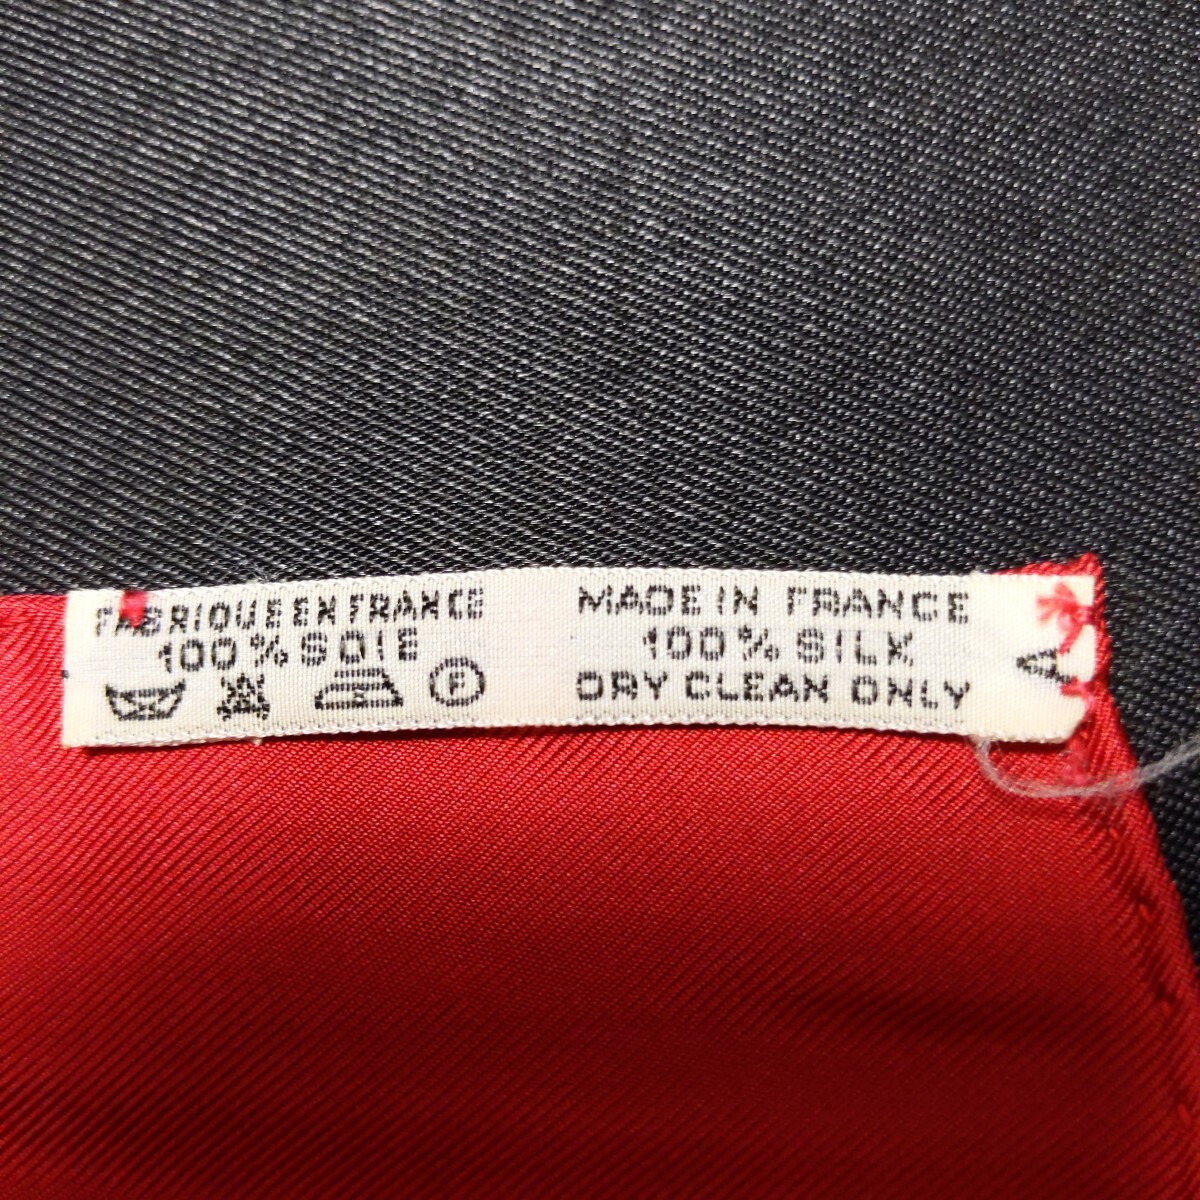 FABRIQUE EN FRANCE
100% SOIE
F
MADE IN FRANCE
100% SILK
DRY CLEAN ONLY
A